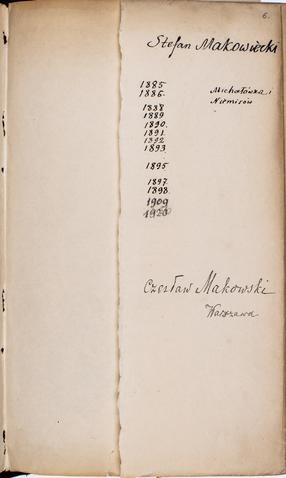 6.
Stefan Makowiecki
1885
1886. Michałówka i
1888 Niemirów
1889
1890.
1891.
1892
1893
1895
1897
1898
1909
1920
Czesław Makowski
Warszawa